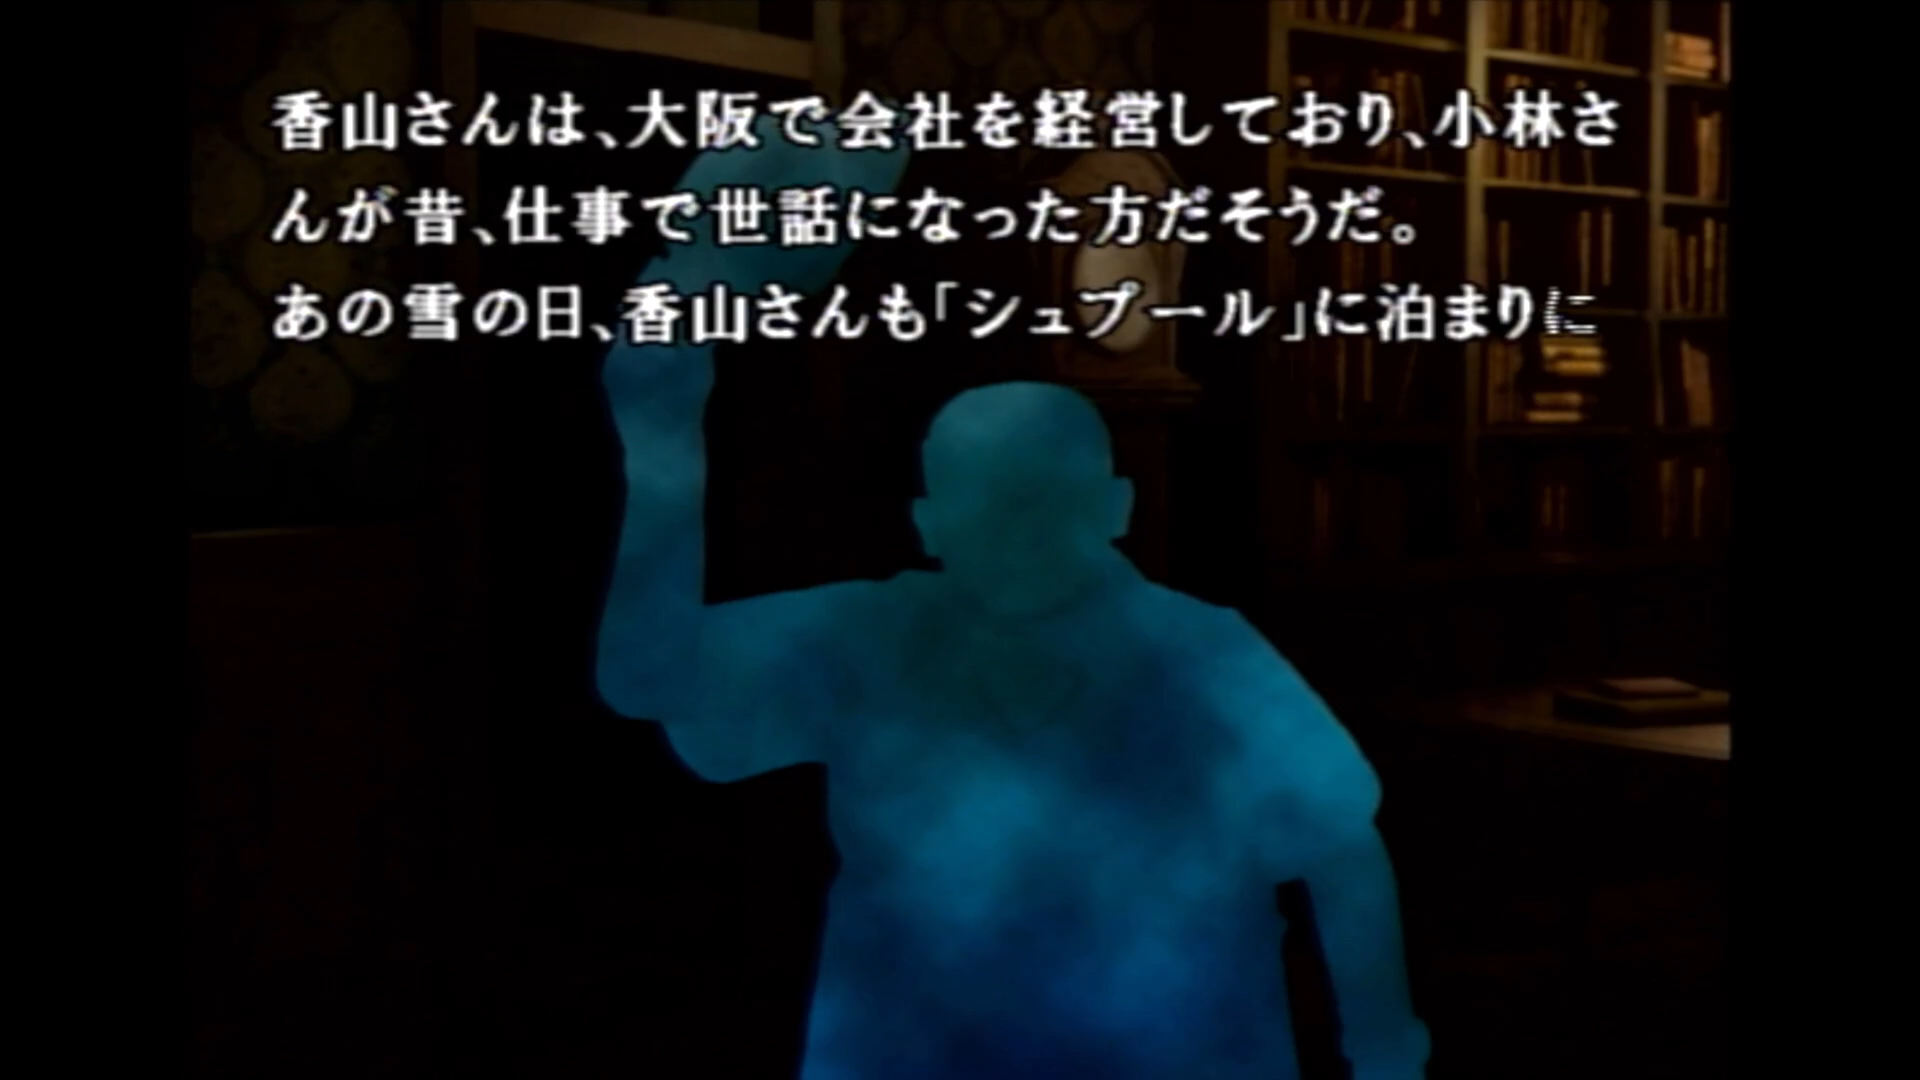 香山さんは、大阪で会社を経営しており、小林さ
んが昔、仕事で世話になった方だそうだ。
あの雪の日、香山さんも「シュプール」に泊まりに